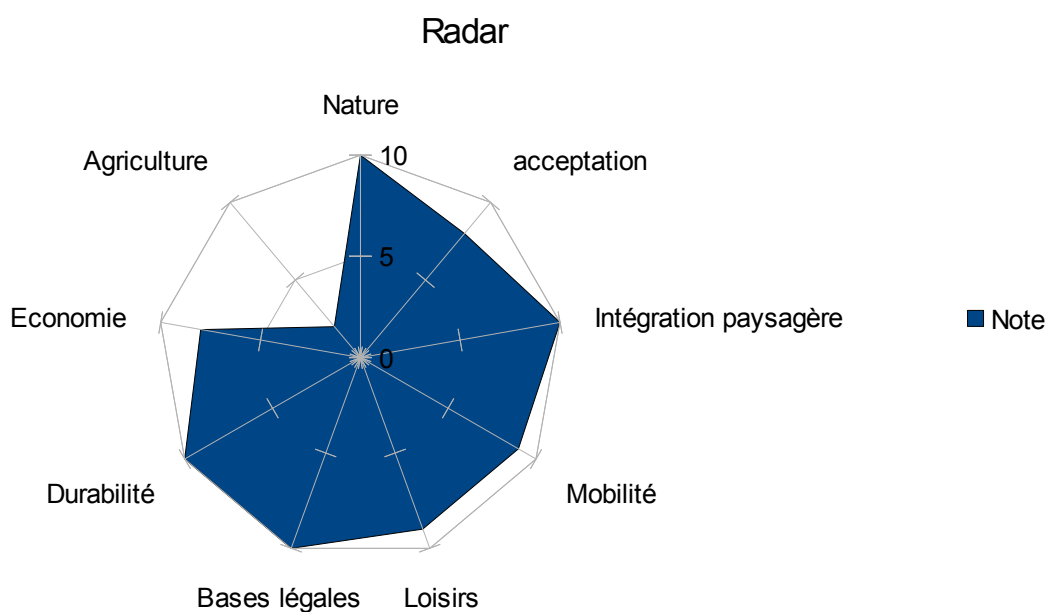 Radar
Nature
Agriculture
acceptation
10
5
Economie
Intégration paysagère
Note
0
Durabilité
Mobilité
Bases légales
Loisirs